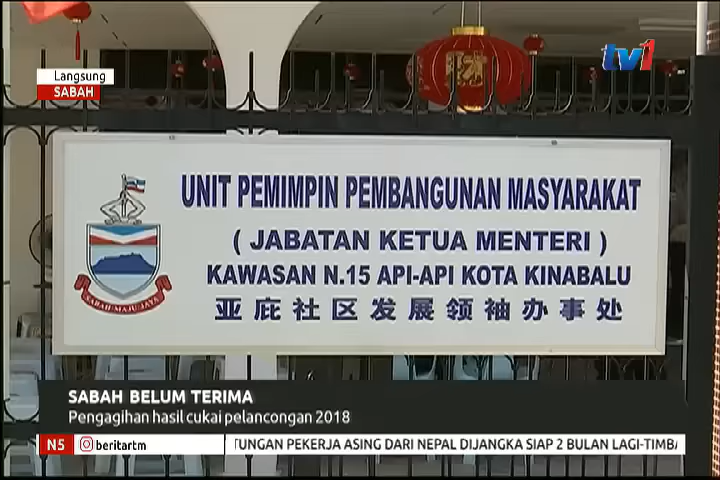 Langsung
SABAH
tv1
UNIT PEMIMPIN PEMBANGUNAN MASYARAKAT
( JABATAN KETUA MENTERI )
KAWASAN N.15 API-API KOTA KINABALU
亚庇社区发展领袖办事处
SABAH MAJU JAYA
SABAH BELUM TERIMA
Pengagihan hasil cukai pelancongan 2018
N5 beritartm TUNGAN PEKERJA ASING DARI NEPAL DIJANGKA SIAP 2 BULAN LAGI-TIMBA